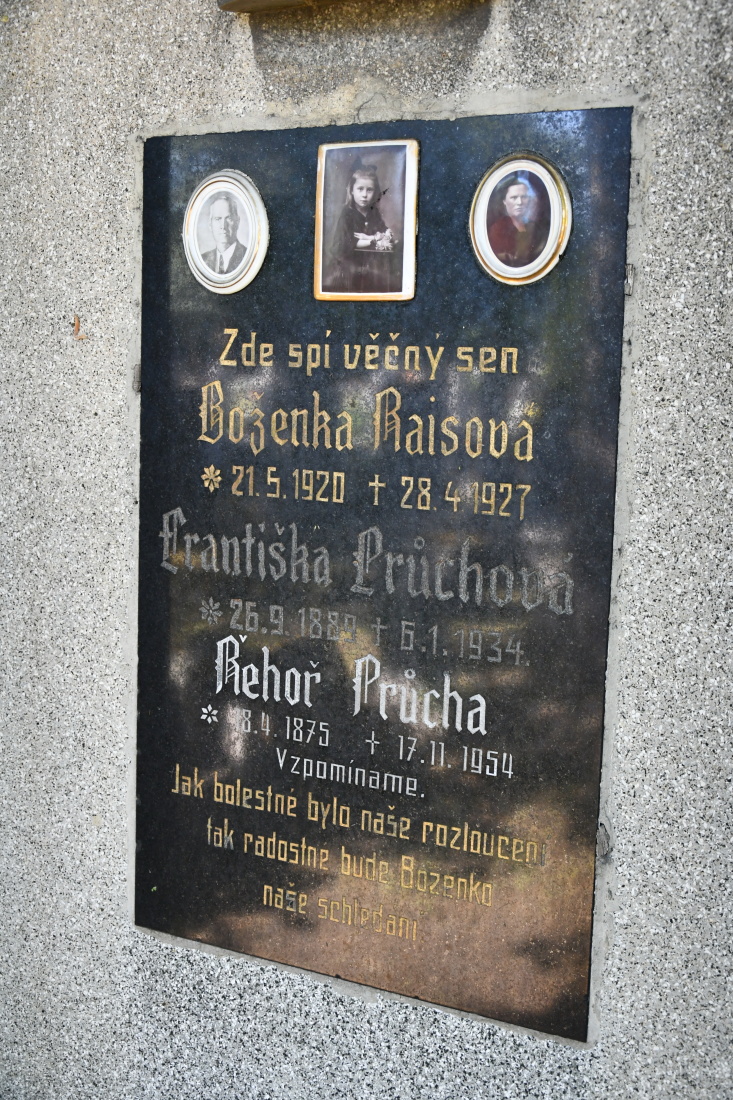 Zde spí věčný sen
Boženka Raisová
* 21. 5. 1920 † 28. 4. 1927
Františka Průchová
* 26. 9. 1889 † 6. 1. 1934.
Řehoř Průcha
* 8. 4. 1875 † 17. 11. 1954
Vzpomínáme.
Jak bolestné bylo naše rozloučení
tak radostné bude Boženko
naše schledání